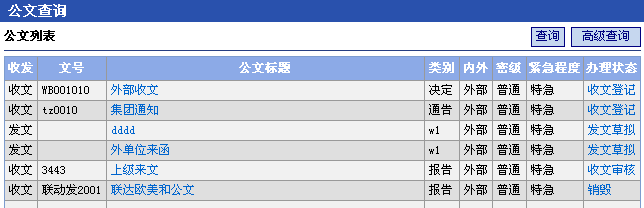 公文查询
公文列表 查询 高级查询
收发 文号 公文标题 类别 内外 密级 紧急程度 办理状态
收文 WB001010 外部收文 决定 外部 普通 特急 收文登记
收文 tz0010 集团通知 通告 外部 普通 特急 收文登记
发文 dddd w1 外部 普通 特急 发文草拟
发文 外单位来函 w1 外部 普通 特急 发文草拟
收文 3443 上级来文 报告 外部 普通 特急 收文审核
收文 联动发2001 联达欧美和公文 报告 外部 普通 特急 销毁